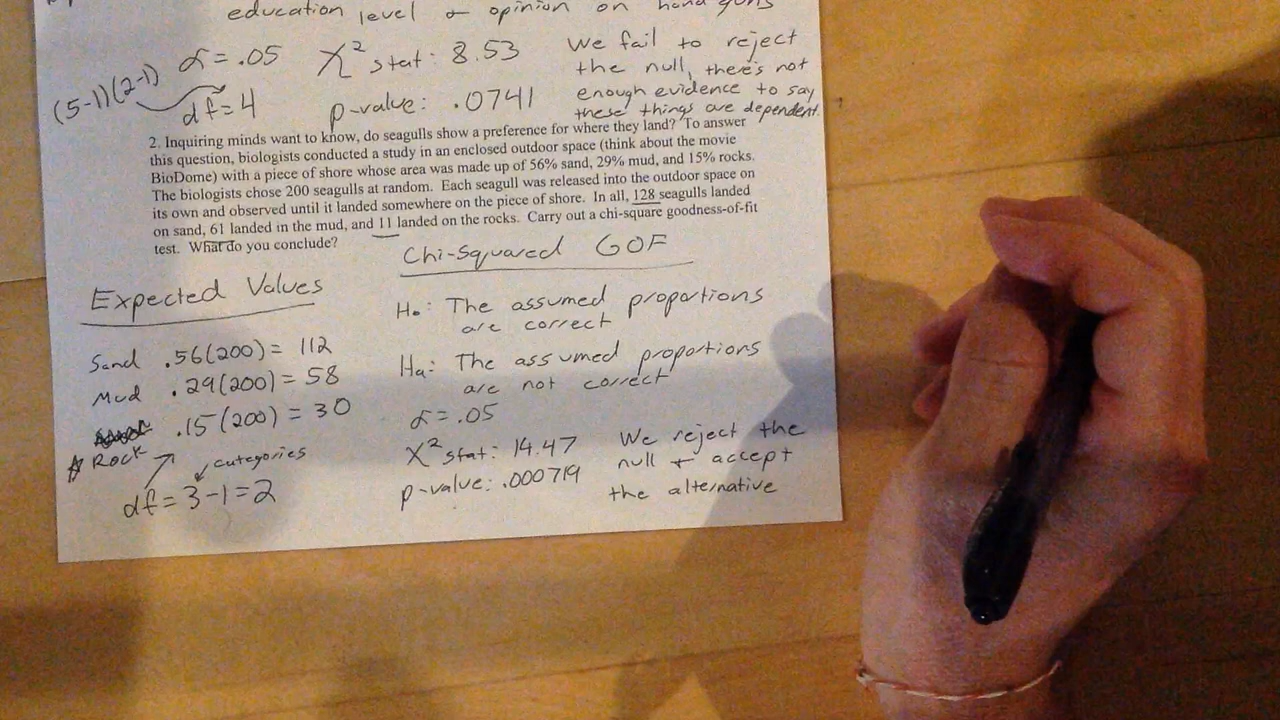 education level + opinion on hand guns
α = .05 X² stat: 8.53 We fail to reject
the null, there's not
(5-1)(2-1) df = 4 p-value: .0741 enough evidence to say
these things are dependent.
2. Inquiring minds want to know, do seagulls show a preference for where they land? To answer
this question, biologists conducted a study in an enclosed outdoor space (think about the movie
BioDome) with a piece of shore whose area was made up of 56% sand, 29% mud, and 15% rocks.
The biologists chose 200 seagulls at random. Each seagull was released into the outdoor space on
its own and observed until it landed somewhere on the piece of shore. In all, 128 seagulls landed
on sand, 61 landed in the mud, and 11 landed on the rocks. Carry out a chi-square goodness-of-fit
test. What do you conclude?
Chi-Squared GOF
Expected Values
H₀: The assumed proportions
are correct
Sand .56(200) = 112
Mud .29(200) = 58
Rock .15(200) = 30
categories
df = 3-1 = 2
Ha: The assumed proportions
are not correct
α = .05
X² stat: 14.47
p-value: .000719
We reject the
null + accept
the alternative